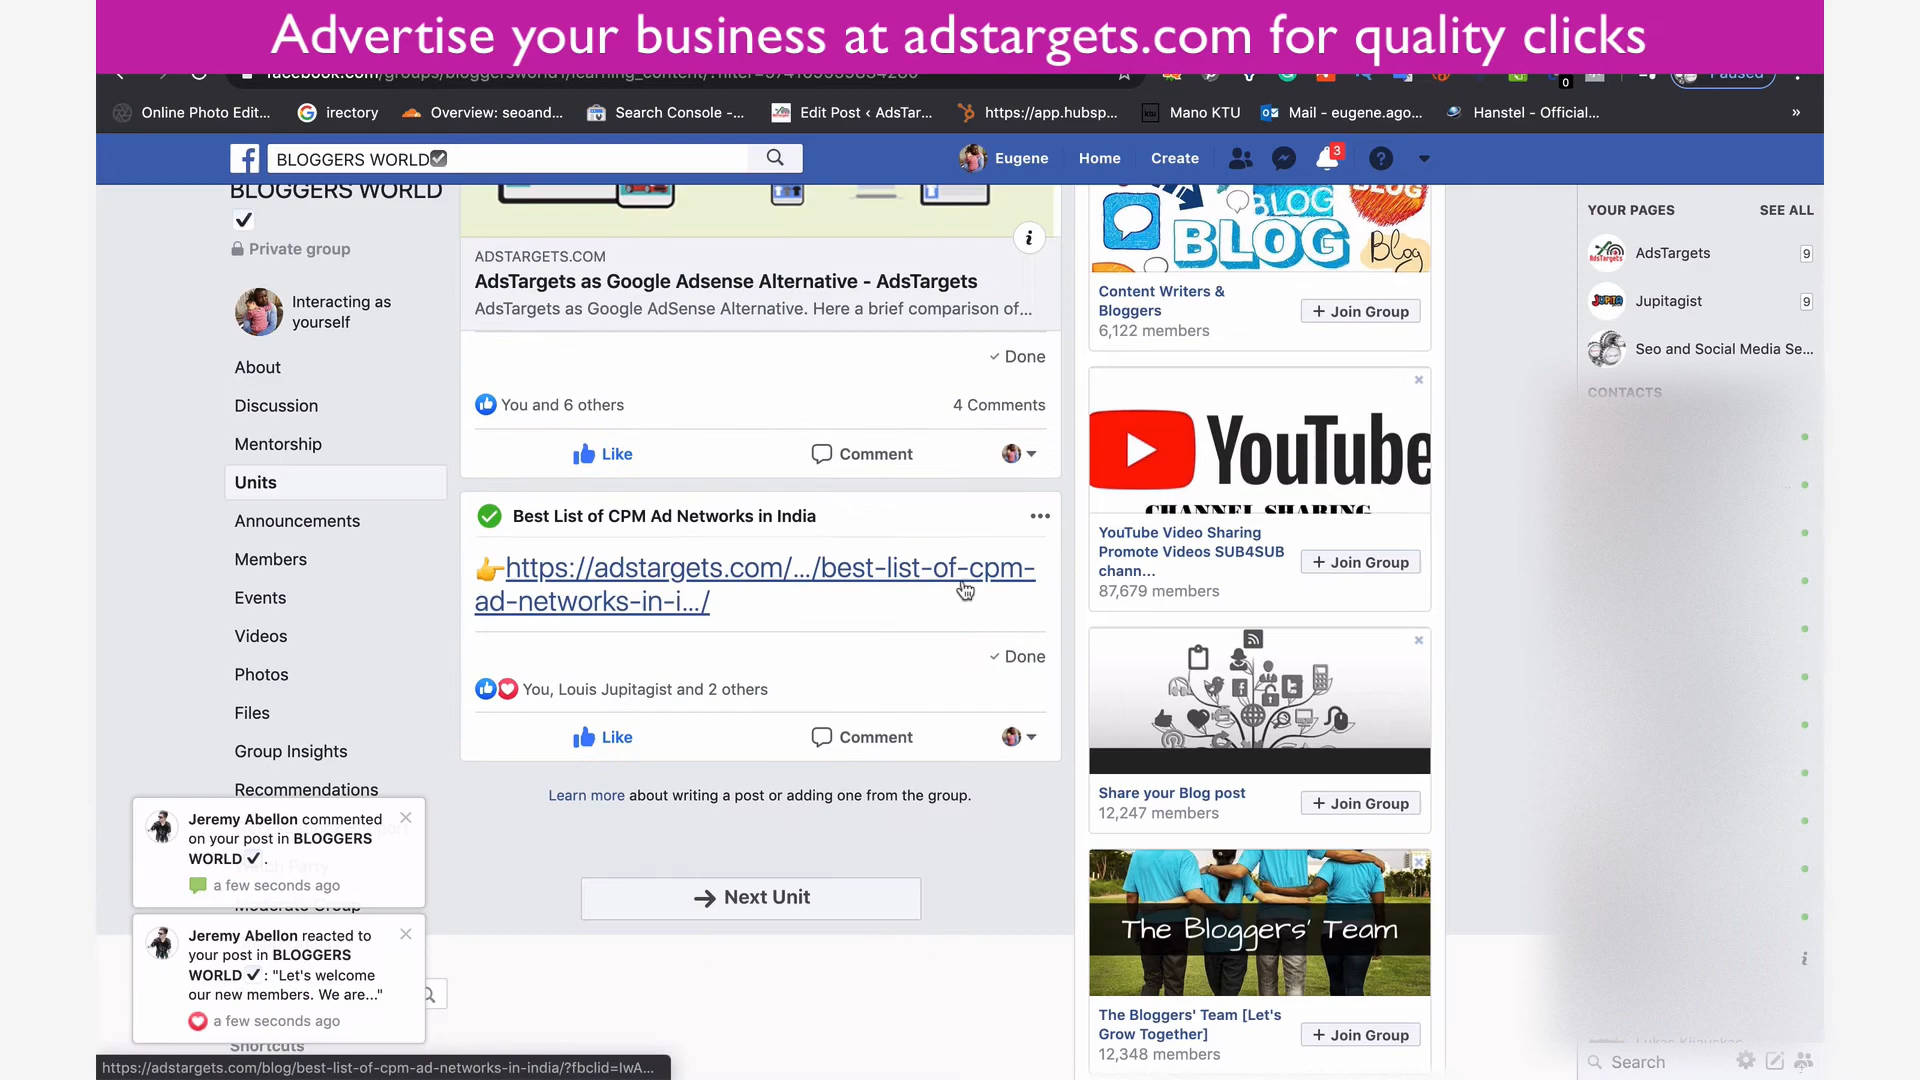 Advertise your business at adstargets.com for quality clicks
Paused
0
Online Photo Edit...
irectory
Overview: seoand...
Search Console -...
Edit Post ‹ AdsTar...
https://app.hubsp...
ktu
Mano KTU
Mail - eugene.ago...
Hanstel - Official...
»
BLOGGERS WORLD
Eugene
Home
Create
3
BLOGGERS WORLD
Private group
Interacting as
yourself
About
Discussion
Mentorship
Units
Announcements
Members
Events
Videos
Photos
Files
Group Insights
Recommendations
Moderate Group
Shortcuts
Jeremy Abellon commented
on your post in BLOGGERS
WORLD ✔.
a few seconds ago
Jeremy Abellon reacted to
your post in BLOGGERS
WORLD ✔: "Let's welcome
our new members. We are..."
a few seconds ago
ADSTARGETS.COM
AdsTargets as Google Adsense Alternative - AdsTargets
AdsTargets as Google AdSense Alternative. Here a brief comparison of...
Done
You and 6 others
4 Comments
Like
Comment
Best List of CPM Ad Networks in India
https://adstargets.com/.../best-list-of-cpm-
ad-networks-in-i.../
Done
You, Louis Jupitagist and 2 others
Like
Comment
Learn more about writing a post or adding one from the group.
Next Unit
BLOG
BLOG
BLOG
Blog
Content Writers &
Bloggers
6,122 members
+ Join Group
YouTube
CHANNEL SHARING
YouTube Video Sharing
Promote Videos SUB4SUB
chann...
87,679 members
+ Join Group
Share your Blog post
12,247 members
+ Join Group
The Bloggers' Team
The Bloggers' Team [Let's
Grow Together]
12,348 members
+ Join Group
YOUR PAGES
SEE ALL
AdsTargets
AdsTargets
9
JUPITA
Jupitagist
9
Seo and Social Media Se...
CONTACTS
Search
https://adstargets.com/blog/best-list-of-cpm-ad-networks-in-india/?fbclid=IwA...